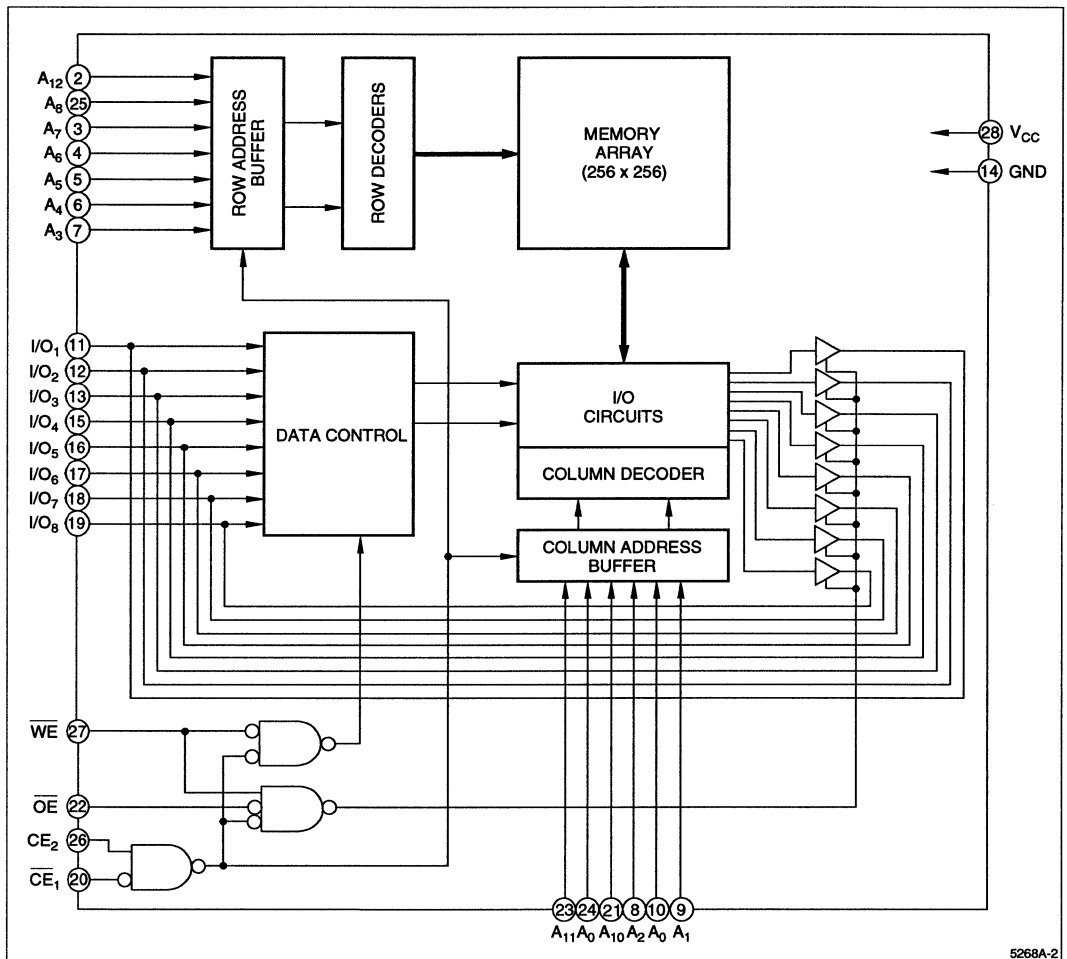 A12 2
A8 25
A7 3
A6 4
A5 5
A4 6
A3 7
ROW ADDRESS
BUFFER
ROW DECODERS
MEMORY
ARRAY
(256 x 256)
28 VCC
14 GND
I/O1 11
I/O2 12
I/O3 13
I/O4 15
I/O5 16
I/O6 17
I/O7 18
I/O8 19
DATA CONTROL
I/O
CIRCUITS
COLUMN DECODER
COLUMN ADDRESS
BUFFER
WE 27
OE 22
CE2 26
CE1 20
23 24 21 8 10 9
A11 A0 A10 A2 A0 A1
5268A-2